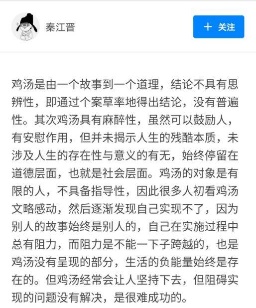 秦江晋
+ 关注
鸡汤是由一个故事到一个道理，结论不具有思
辨性，即通过个案草率地得出结论，没有普遍
性。其次鸡汤具有麻醉性，虽然可以鼓励人，
有安慰作用，但并未揭示人生的残酷本质，未
涉及人生的存在性与意义的有无，始终停留在
道德层面，也就是社会层面。鸡汤的对象是有
限的人，不具备指导性，因此很多人初看鸡汤
文略感动，然后逐渐发现自己实现不了，因为
别人的故事始终是别人的，自己在实施过程中
总有阻力，而阻力是不能一下子跨越的，也是
鸡汤没有呈现的部分，生活的负能量始终是存
在的。但鸡汤经常会让人坚持下去，但阻碍实
现的问题没有解决，是很难成功的。